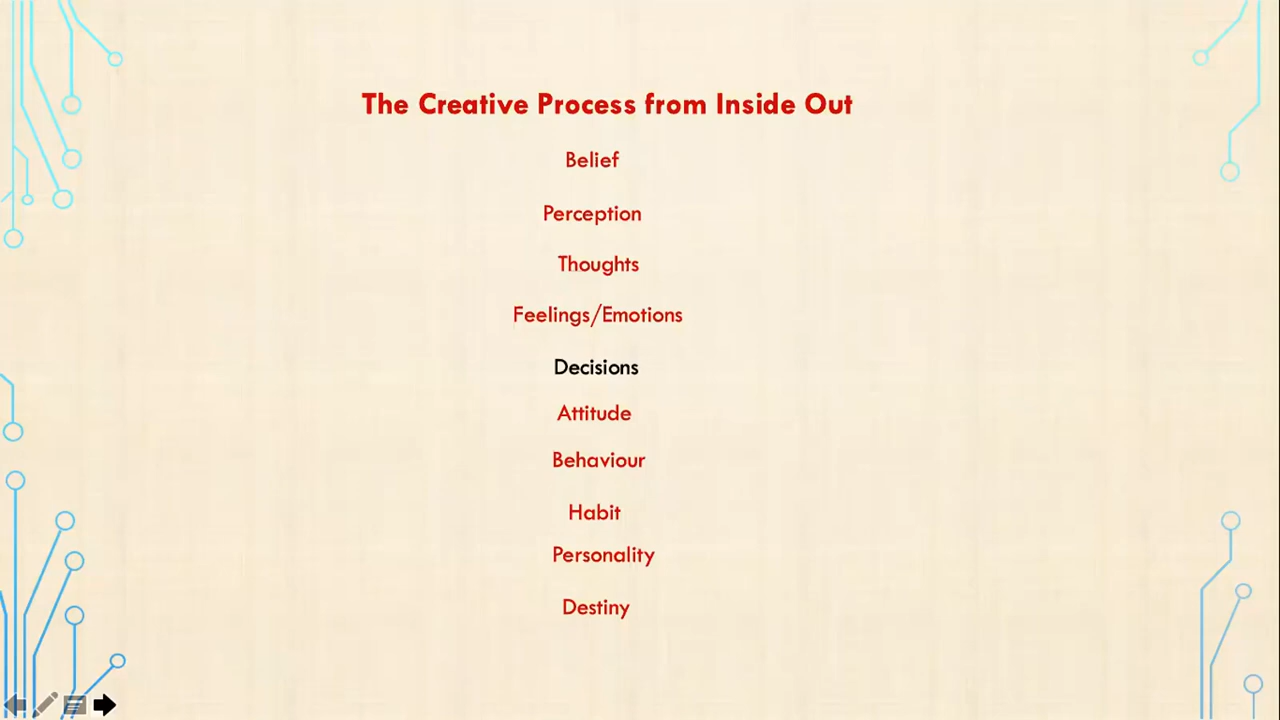 The Creative Process from Inside Out
Belief
Perception
Thoughts
Feelings/Emotions
Decisions
Attitude
Behaviour
Habit
Personality
Destiny